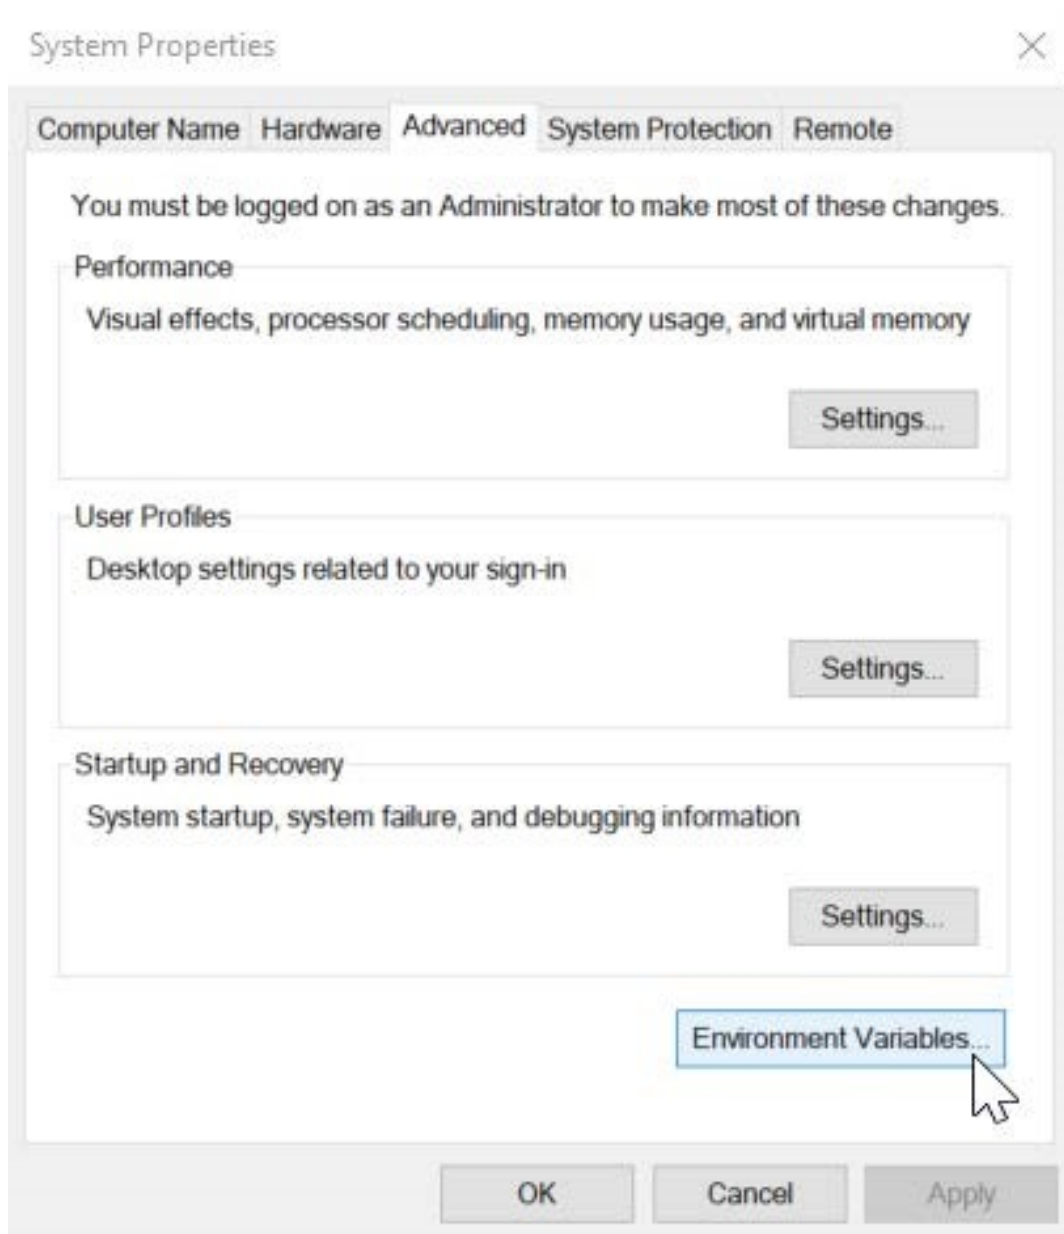 System Properties
Computer Name Hardware Advanced System Protection Remote
You must be logged on as an Administrator to make most of these changes.
Performance
Visual effects, processor scheduling, memory usage, and virtual memory
Settings...
User Profiles
Desktop settings related to your sign-in
Settings...
Startup and Recovery
System startup, system failure, and debugging information
Settings...
Environment Variables...
OK Cancel Apply